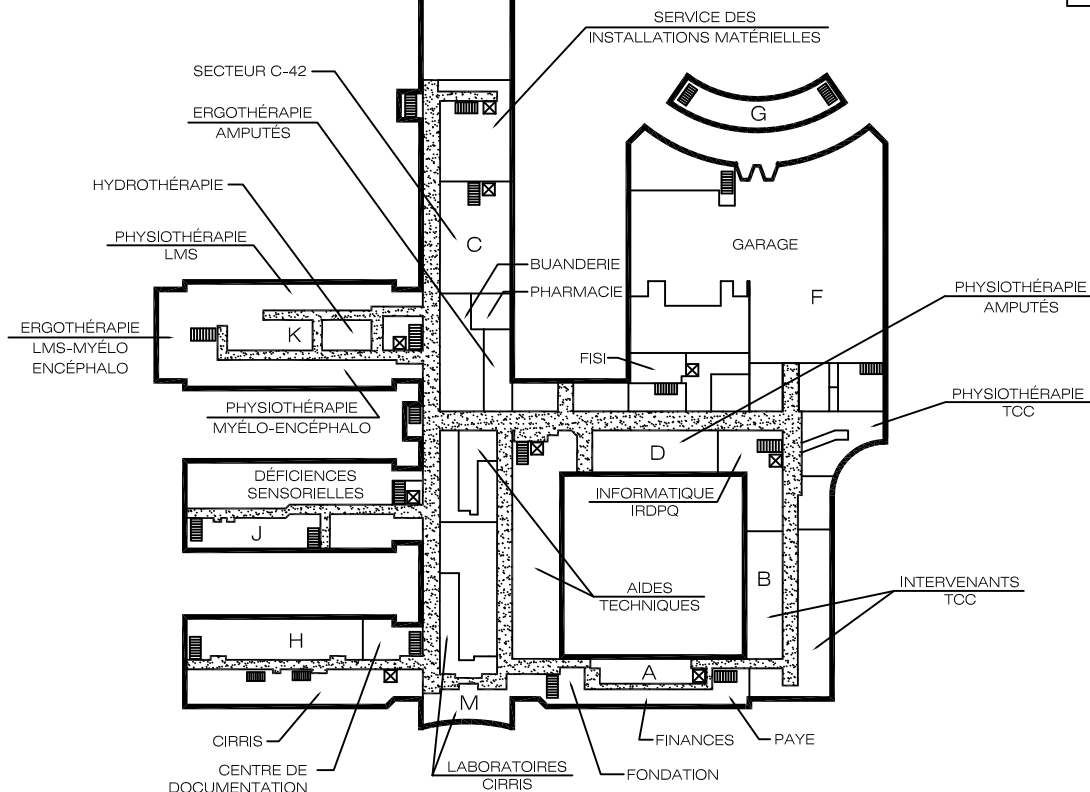 SERVICE DES
INSTALLATIONS MATÉRIELLES
SECTEUR C-42
ERGOTHÉRAPIE
AMPUTÉS
G
HYDROTHÉRAPIE
PHYSIOTHÉRAPIE
LMS
C
GARAGE
BUANDERIE
PHARMACIE
F
PHYSIOTHÉRAPIE
AMPUTÉS
ERGOTHÉRAPIE
LMS-MYÉLO
ENCÉPHALO
K
FISI
PHYSIOTHÉRAPIE
MYÉLO-ENCÉPHALO
PHYSIOTHÉRAPIE
TCC
D
DÉFICIENCES
SENSORIELLES
INFORMATIQUE
IRDPQ
J
B
AIDES
TECHNIQUES
INTERVENANTS
TCC
H
A
M
CIRRIS
FINANCES
PAYE
CENTRE DE
DOCUMENTATION
LABORATOIRES
CIRRIS
FONDATION